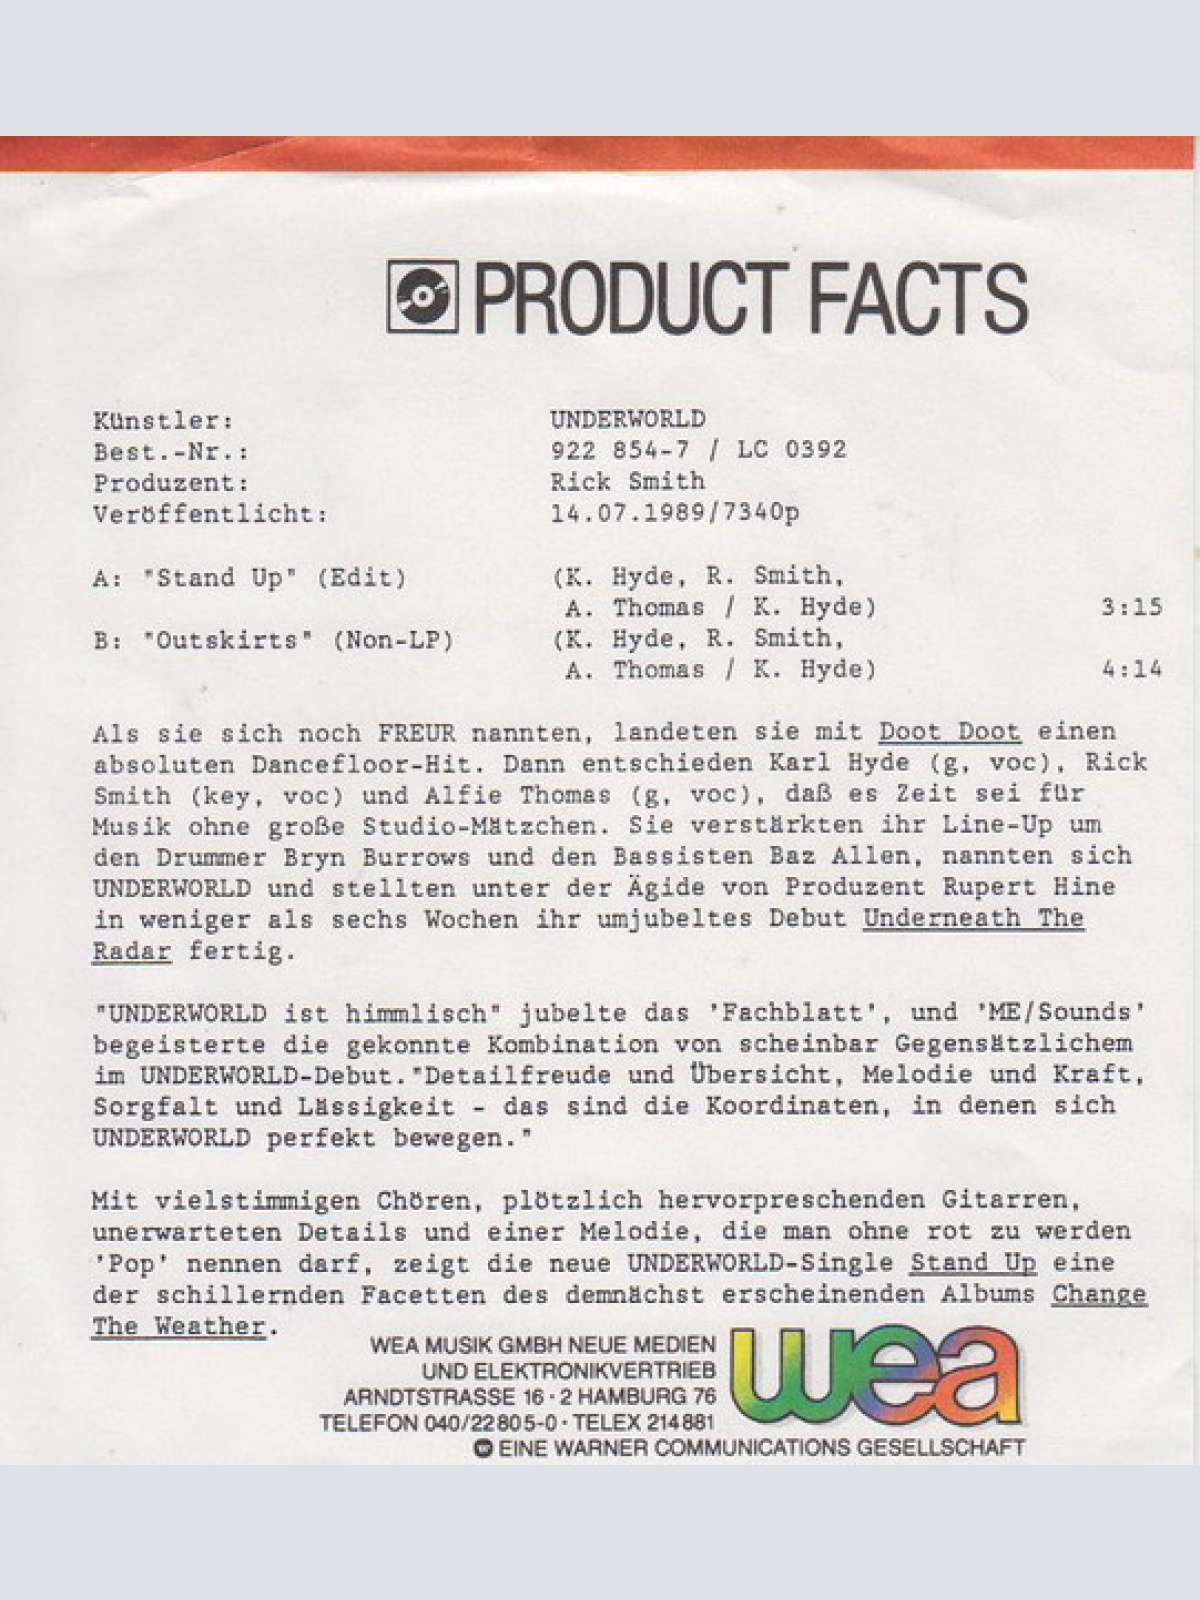 PRODUCT FACTS
Künstler: UNDERWORLD
Best.-Nr.: 922 854-7 / LC 0392
Produzent: Rick Smith
Veröffentlicht: 14.07.1989/7340p
A: "Stand Up" (Edit) (K. Hyde, R. Smith,
A. Thomas / K. Hyde) 3:15
B: "Outskirts" (Non-LP) (K. Hyde, R. Smith,
A. Thomas / K. Hyde) 4:14
Als sie sich noch FREUR nannten, landeten sie mit Doot Doot einen
absoluten Dancefloor-Hit. Dann entschieden Karl Hyde (g, voc), Rick
Smith (key, voc) und Alfie Thomas (g, voc), daß es Zeit sei für
Musik ohne große Studio-Mätzchen. Sie verstärkten ihr Line-Up um
den Drummer Bryn Burrows und den Bassisten Baz Allen, nannten sich
UNDERWORLD und stellten unter der Ägide von Produzent Rupert Hine
in weniger als sechs Wochen ihr umjubeltes Debut Underneath The
Radar fertig.
"UNDERWORLD ist himmlisch" jubelte das 'Fachblatt', und 'ME/Sounds'
begeisterte die gekonnte Kombination von scheinbar Gegensätzlichem
im UNDERWORLD-Debut."Detailfreude und Übersicht, Melodie und Kraft,
Sorgfalt und Lässigkeit - das sind die Koordinaten, in denen sich
UNDERWORLD perfekt bewegen."
Mit vielstimmigen Chören, plötzlich hervorpreschenden Gitarren,
unerwarteten Details und einer Melodie, die man ohne rot zu werden
'Pop' nennen darf, zeigt die neue UNDERWORLD-Single Stand Up eine
der schillernden Facetten des demnächst erscheinenden Albums Change
The Weather.
WEA MUSIK GMBH NEUE MEDIEN
UND ELEKTRONIKVERTRIEB
ARNDTSTRASSE 16 · 2 HAMBURG 76
TELEFON 040/22805-0 · TELEX 214881
wea
EINE WARNER COMMUNICATIONS GESELLSCHAFT